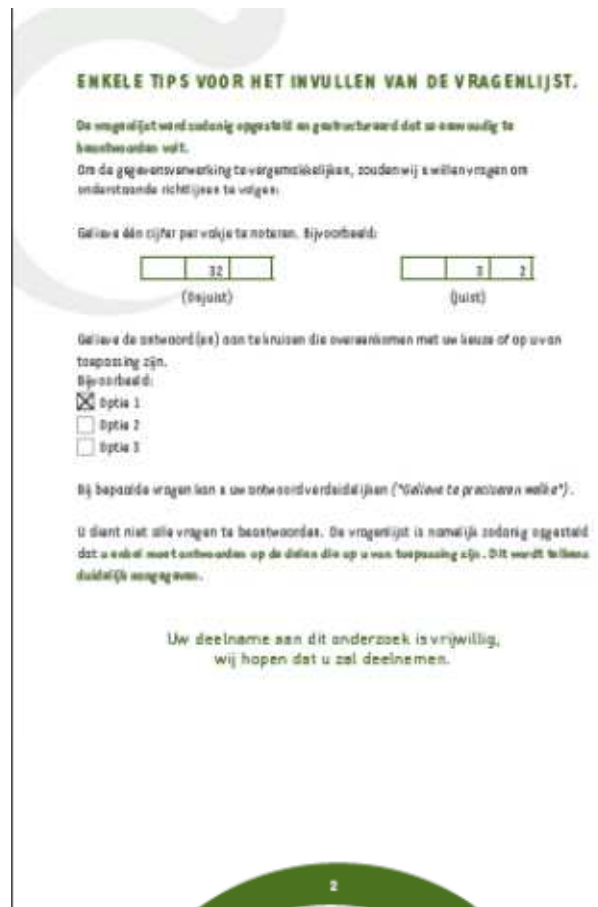 ENKELE TIPS VOOR HET INVULLEN VAN DE VRAGENLIJST.
De vragenlijst werd zodanig opgesteld en gestructureerd dat ze eenvoudig te
beantwoorden valt.
Om de gegevensverwerking te vergemakkelijken, zouden wij u willen vragen om
onderstaande richtlijnen te volgen:
Gelieve één cijfer per vakje te noteren. Bijvoorbeeld:
32 3 2
(Onjuist) (Juist)
Gelieve de antwoord(en) aan te kruisen die overeenkomen met uw keuze of op u van
toepassing zijn.
Bijvoorbeeld:
Optie 1
Optie 2
Optie 3
Bij bepaalde vragen kan u uw antwoord verduidelijken ("Gelieve te preciseren welke").
U dient niet alle vragen te beantwoorden. De vragenlijst is namelijk zodanig opgesteld
dat u enkel moet antwoorden op de delen die op u van toepassing zijn. Dit wordt telkens
duidelijk aangegeven.
Uw deelname aan dit onderzoek is vrijwillig,
wij hopen dat u zal deelnemen.
2